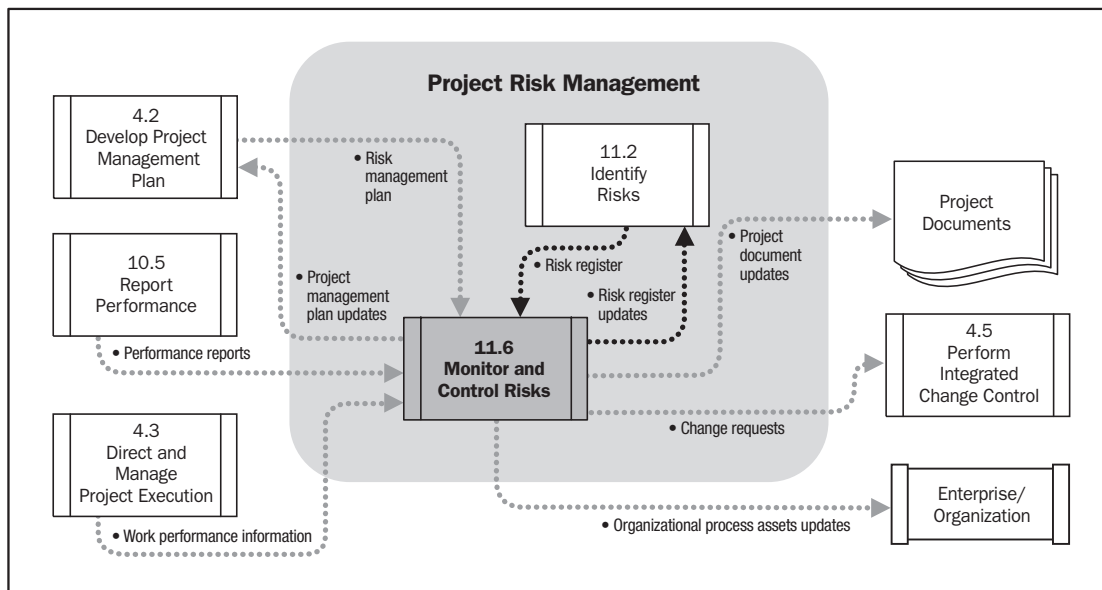 Project Risk Management
4.2
Develop Project
Management
Plan
• Risk
management
plan
11.2
Identify
Risks
Project
Documents
10.5
Report
Performance
• Project
management
plan updates
• Risk register
• Risk register
updates
• Project
document
updates
• Performance reports
11.6
Monitor and
Control Risks
4.5
Perform
Integrated
Change Control
4.3
Direct and
Manage
Project Execution
• Change requests
• Work performance information
• Organizational process assets updates
Enterprise/
Organization